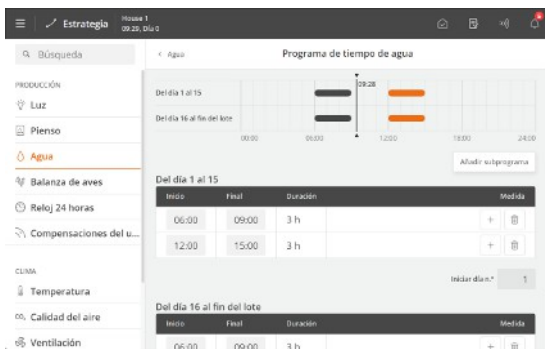 Estrategia
House 1
09:29, Día 0
Búsqueda
Agua
Programa de tiempo de agua
PRODUCCIÓN
Luz
Pienso
Agua
Balanza de aves
Reloj 24 horas
Compensaciones del u...
CLIMA
Temperatura
CO₂ Calidad del aire
Ventilación
09:28
Del día 1 al 15
Del día 16 al fin del lote
00:00 06:00 12:00 18:00 24:00
Añadir subprograma
Del día 1 al 15
Inicio Final Duración Medida
06:00 09:00 3 h
12:00 15:00 3 h
Iniciar día n.° 1
Del día 16 al fin del lote
Inicio Final Duración Medida
06:00 09:00 3 h